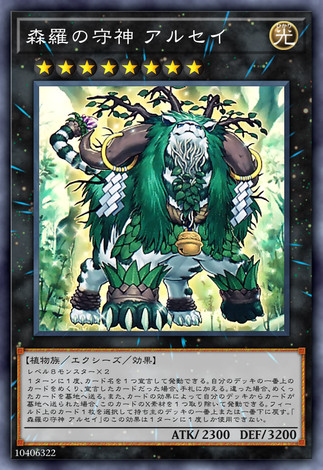 森羅の守神 アルセイ
光
【植物族／エクシーズ／効果】
レベル８モンスター×２
１ターンに１度、カード名を１つ宣言して発動できる。自分のデッキの一番上
のカードをめくり、宣言したカードだった場合、手札に加える。違った場合、めくっ
たカードを墓地へ送る。また、カードの効果によって自分のデッキからカードが
墓地へ送られた場合、このカードのＸ素材を１つ取り除いて発動できる。フィー
ルド上のカード１枚を選択して持ち主のデッキの一番上または一番下に戻す。「
森羅の守神 アルセイ」のこの効果は１ターンに１度しか使用できない。
ATK/ 2300 DEF/ 3200
10406322